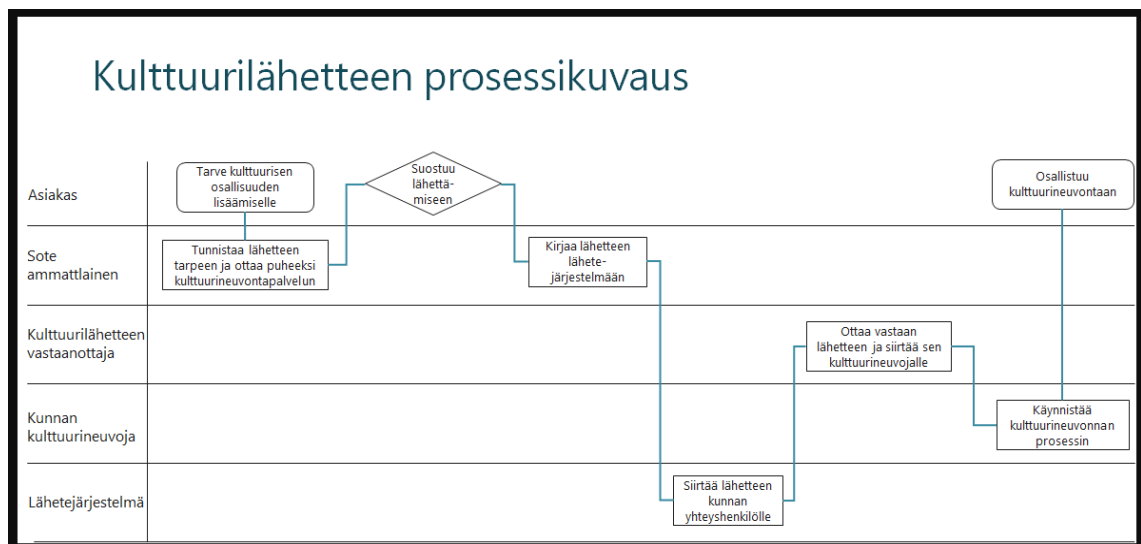 Kulttuurilähetteen prosessikuvaus
Asiakas
Tarve kulttuurisen
osallisuuden
lisäämiselle
Suostuu
lähettä-
miseen
Osallistuu
kulttuurineuvontaan
Sote
ammattlainen
Tunnistaa lähetteen
tarpeen ja ottaa puheeksi
kulttuurineuvontapalvelun
Kirjaa lähetteen
lähete-
järjestelmään
Kulttuurilähetteen
vastaanottaja
Ottaa vastaan
lähetteen ja siirtää sen
kulttuurineuvojalle
Kunnan
kulttuurineuvoja
Käynnistää
kulttuurineuvonnan
prosessin
Lähetejärjestelmä
Siirtää lähetteen
kunnan
yhteyshenkilölle